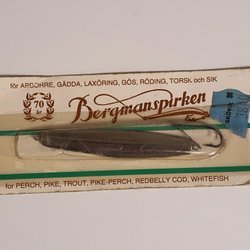 för ABBORRE, GÄDDA, LAXÖRING, GÖS, RÖDING, TORSK och SIK
70
år
Bergmanspirken
for PERCH, PIKE, TROUT, PIKE-PERCH, REDBELLY COD, WHITEFISH